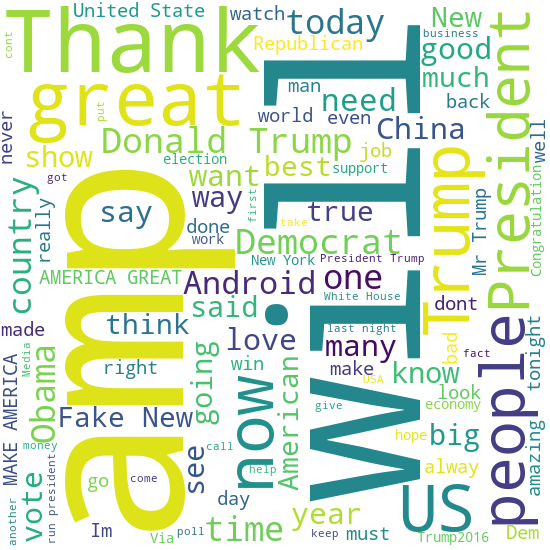 United State
watch
today
New
business
Thank
Republican
good
cont
man
much
great
put
need
back
President
world
even
China
never
Donald Trump
show
election
best
job
support
well
want
way
true
Trump
Mr Trump
Congratulation
got
say
done
work
first
take
country
really
Democrat
New York
President Trump
AMERICA GREAT
amp
Android
one
White House
dont
said
think
love
many
last night
bad
fact
tonight
made
Media
Obama
right
going
win
make
USA
know
Will
American
now
people
look
MAKE AMERICA
Fake New
give
economy
hope
big
amazing
see
call
alway
vote
money
go
come
help
day
US
another
run president
Im
Via
time
poll
year
keep
must
Trump2016
Dem